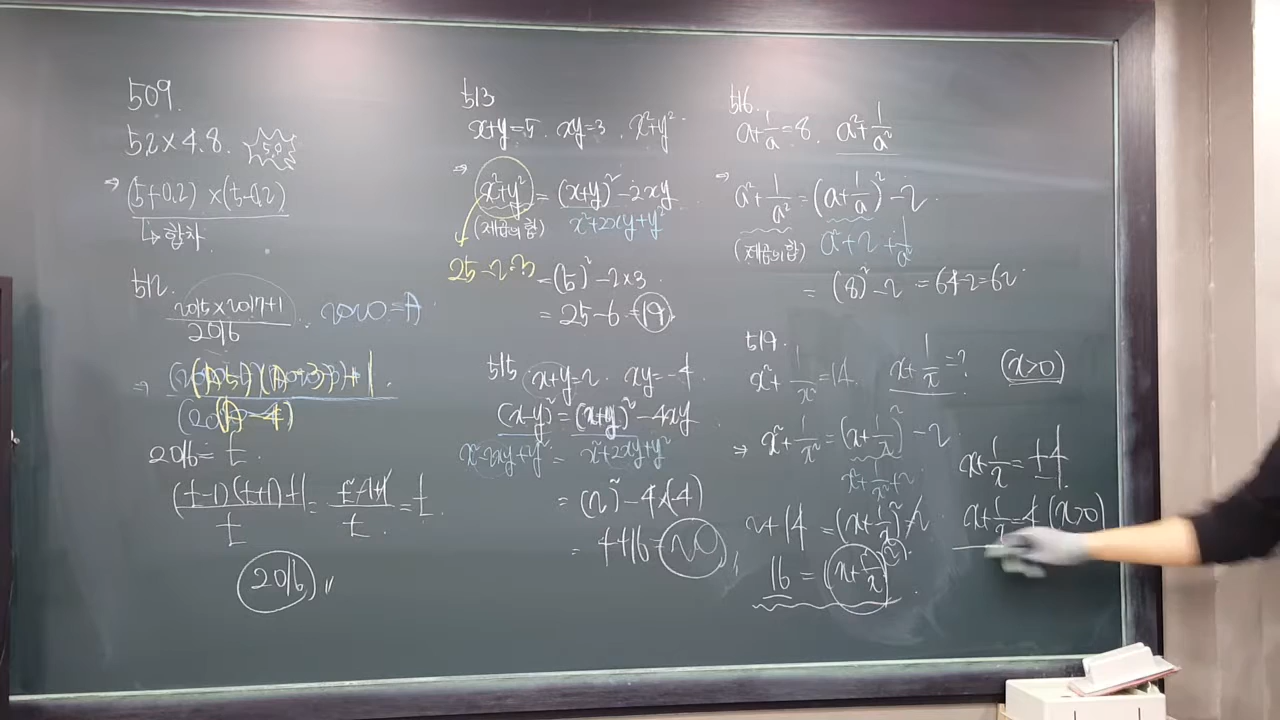 509.
5.2×4.8.
⇒ (5+0.2)×(5-0.2)
↳ 합차
512.
2015×2017+1
2016
2020=A
2016=t.
(t-1)(t+1)+1
t
= t.
2016
513
x+y=5 xy=3. x²+y²
⇒ x²+y² = (x+y)²-2xy
(제곱의 합) x²+2xy+y²
25-2·3
=(5)²-2×3
= 25-6=19
515
x+y=2 xy=-4.
(x-y)²=(x+y)²-4xy
x²-2xy+y² = x²+2xy+y²
= (2)²-4×(-4)
= 4+16=20
516.
a+1/a=8. a²+1/a²
⇒ a²+1/a²=(a+1/a)²-2
(제곱의 합) a²+2+1/a²
= (8)²-2 = 64-2=62
519.
x²+1/x²=14. x+1/x=? (x>0)
⇒ x²+1/x²=(x+1/x)²-2
x²+1/x²+2
2+14=(x+1/x)²-2
16=(x+1/x)²
x+1/x=+4 -4
x+1/x=4 (x>0)